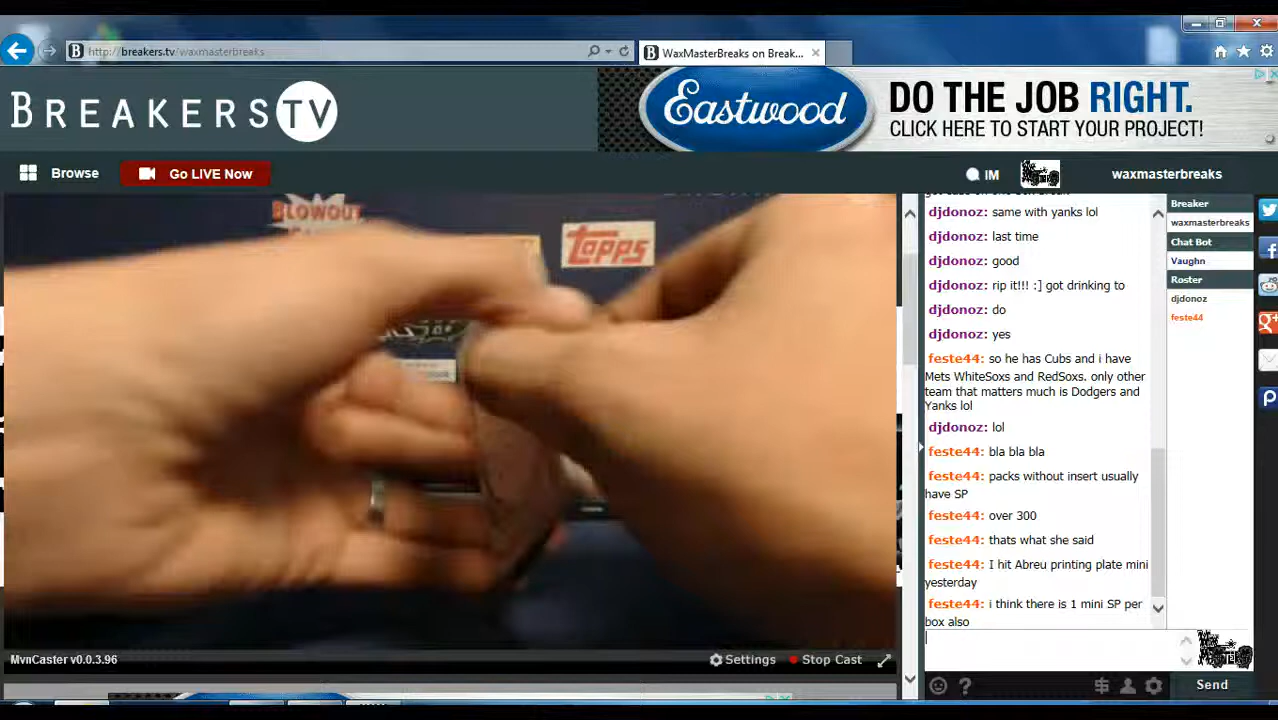 http://breakers.tv/waxmasterbreaks
WaxMasterBreaks on Break...
BREAKERS TV
Eastwood
DO THE JOB RIGHT.
CLICK HERE TO START YOUR PROJECT!
Browse
Go LIVE Now
IM
waxmasterbreaks
BLOWOUT
TOPPS
djdonoz: same with yanks lol
djdonoz: last time
djdonoz: good
djdonoz: rip it!!! :] got drinking to
djdonoz: do
djdonoz: yes
feste44: so he has Cubs and i have
Mets WhiteSoxs and RedSoxs. only other
team that matters much is Dodgers and
Yanks lol
djdonoz: lol
feste44: bla bla bla
feste44: packs without insert usually
have SP
feste44: over 300
feste44: thats what she said
feste44: I hit Abreu printing plate mini
yesterday
feste44: i think there is 1 mini SP per
box also
Breaker
waxmasterbreaks
Chat Bot
Vaughn
Roster
djdonoz
feste44
MvnCaster v0.0.3.96
Settings
Stop Cast
Send